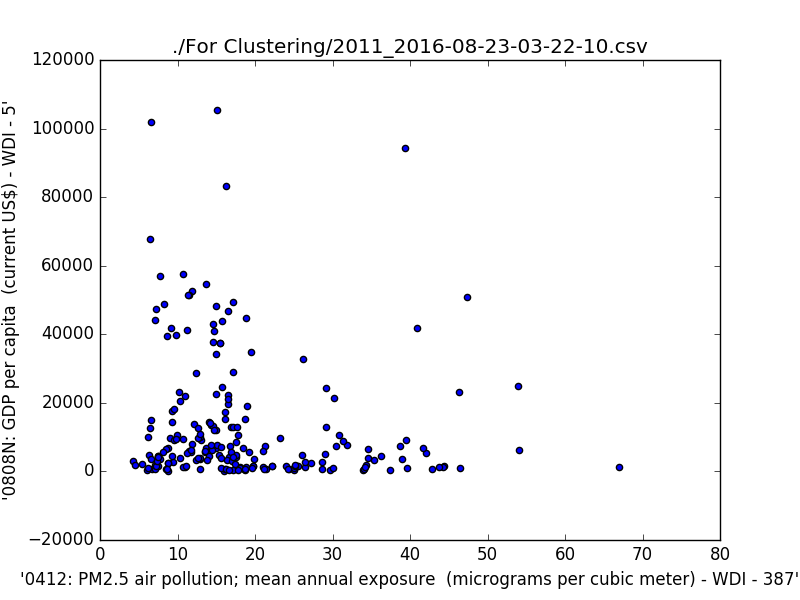 ./For Clustering/2011_2016-08-23-03-22-10.csv
120000
100000
80000
60000
40000
20000
0
−20000
'0808N: GDP per capita  (current US$) - WDI - 5'
0 10 20 30 40 50 60 70 80
'0412: PM2.5 air pollution; mean annual exposure  (micrograms per cubic meter) - WDI - 387'